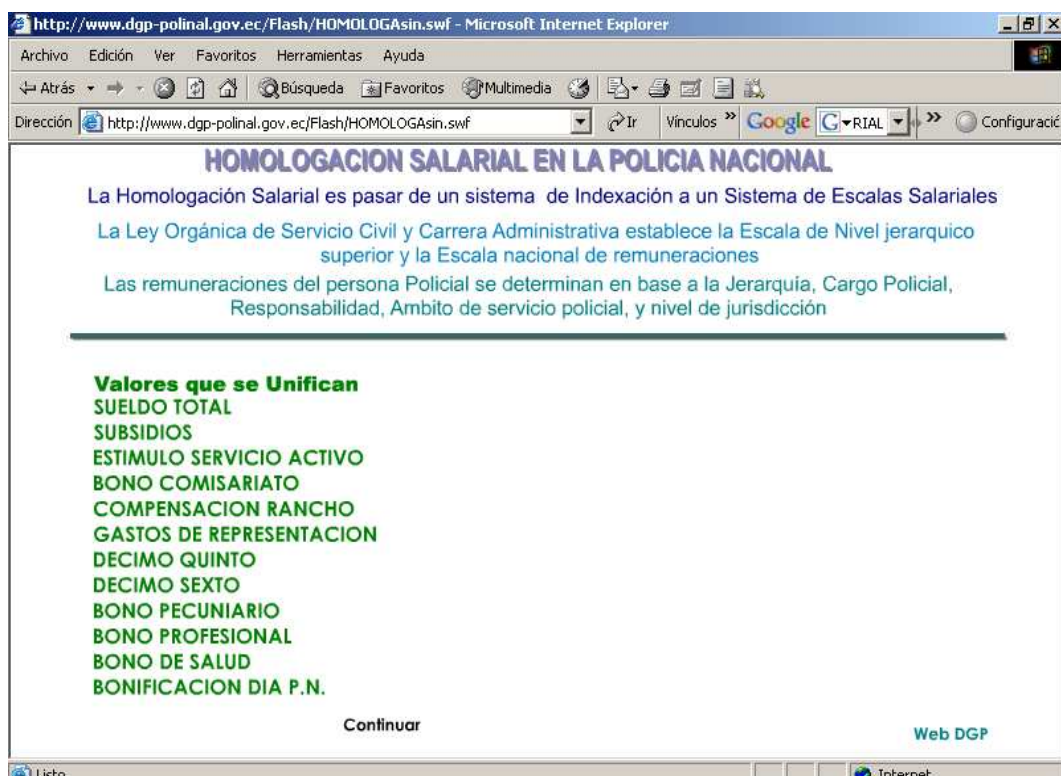 http://www.dgp-polinal.gov.ec/Flash/HOMOLOGAsin.swf - Microsoft Internet Explorer
Archivo Edición Ver Favoritos Herramientas Ayuda
Atrás Búsqueda Favoritos Multimedia
Dirección http://www.dgp-polinal.gov.ec/Flash/HOMOLOGAsin.swf Ir Vínculos » Google G RIAL » Configuració
HOMOLOGACION SALARIAL EN LA POLICIA NACIONAL
La Homologación Salarial es pasar de un sistema de Indexación a un Sistema de Escalas Salariales
La Ley Orgánica de Servicio Civil y Carrera Administrativa establece la Escala de Nivel jerarquico
superior y la Escala nacional de remuneraciones
Las remuneraciones del persona Policial se determinan en base a la Jerarquía, Cargo Policial,
Responsabilidad, Ambito de servicio policial, y nivel de jurisdicción
Valores que se Unifican
SUELDO TOTAL
SUBSIDIOS
ESTIMULO SERVICIO ACTIVO
BONO COMISARIATO
COMPENSACION RANCHO
GASTOS DE REPRESENTACION
DECIMO QUINTO
DECIMO SEXTO
BONO PECUNIARIO
BONO PROFESIONAL
BONO DE SALUD
BONIFICACION DIA P.N.
Continuar
Web DGP
Listo Internet